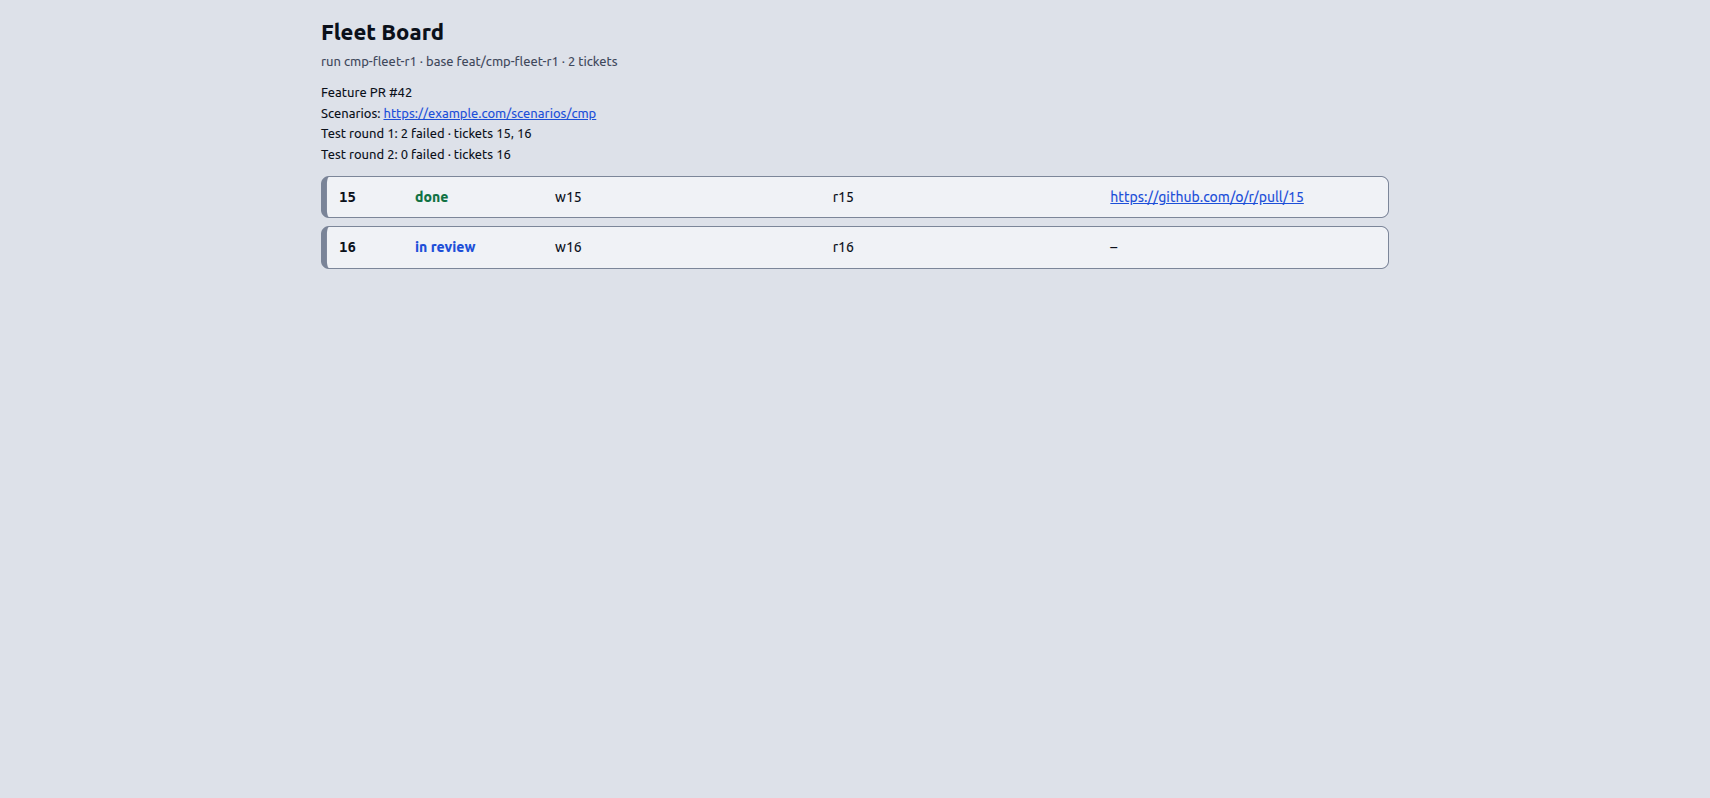 Fleet Board
run cmp-fleet-r1 · base feat/cmp-fleet-r1 · 2 tickets
Feature PR #42
Scenarios: https://example.com/scenarios/cmp
Test round 1: 2 failed · tickets 15, 16
Test round 2: 0 failed · tickets 16
15 done w15 r15 https://github.com/o/r/pull/15
16 in review w16 r16 –